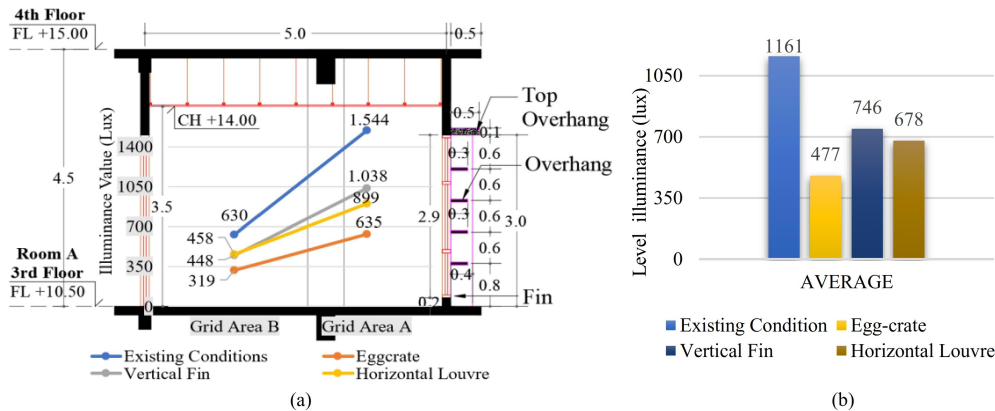 4th Floor
FL +15.00
5.0
0.5
CH +14.00
0.5
Top
Overhang
0.1
1.544
Illuminance Value (Lux)
1400
1050
700
350
0
4.5
3.5
0.3
0.6
Overhang
0.6
1.038
899
630
635
458
448
319
2.9
0.3
3.0
0.6
0.6
0.4
0.8
0.2
Fin
Room A
3rd Floor
FL +10.50
Grid Area B
Grid Area A
Existing Conditions
Eggcrate
Vertical Fin
Horizontal Louvre
(a)
Level illuminance (lux)
1050
700
350
0
1161
477
746
678
AVERAGE
Existing Condition
Egg-crate
Vertical Fin
Horizontal Louvre
(b)